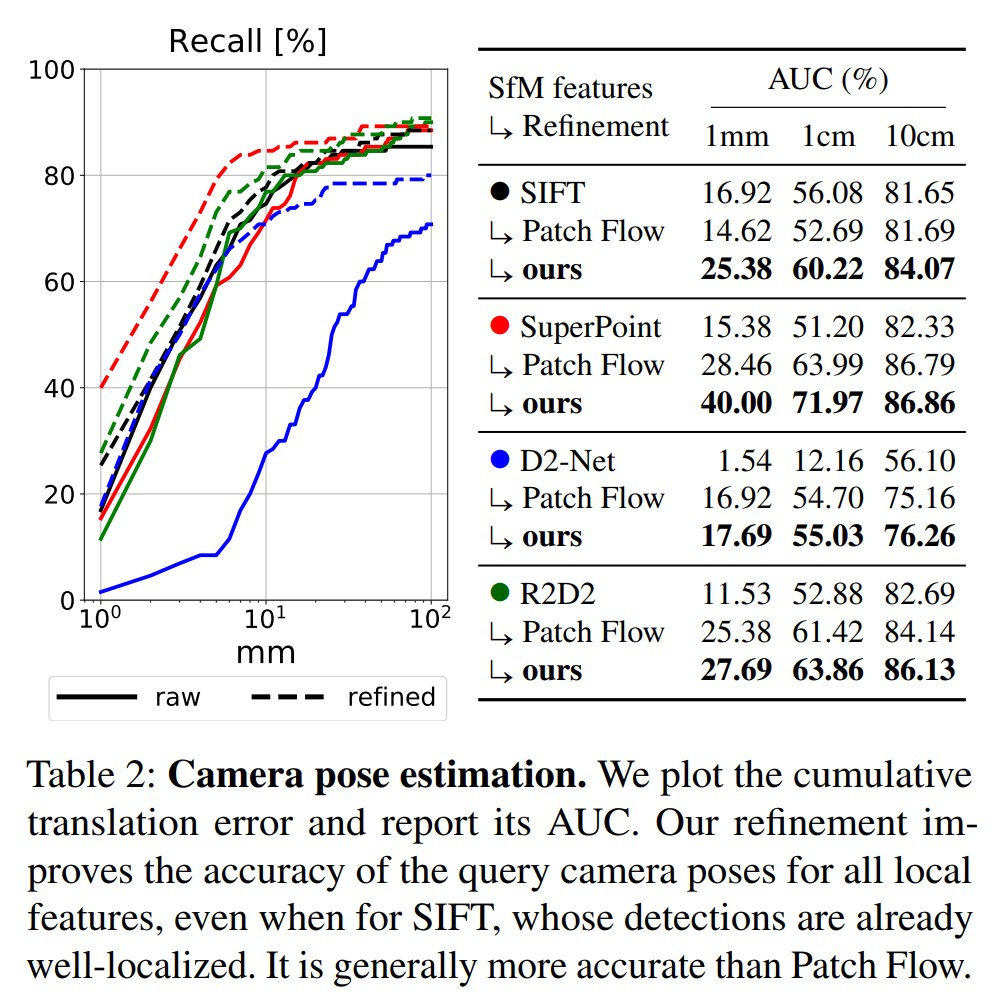 Recall [%]
100
80
60
40
20
0
10⁰ 10¹ 10²
mm
raw refined
SfM features
↳ Refinement
AUC (%)
1mm 1cm 10cm
SIFT 16.92 56.08 81.65
↳ Patch Flow 14.62 52.69 81.69
↳ ours 25.38 60.22 84.07
SuperPoint 15.38 51.20 82.33
↳ Patch Flow 28.46 63.99 86.79
↳ ours 40.00 71.97 86.86
D2-Net 1.54 12.16 56.10
↳ Patch Flow 16.92 54.70 75.16
↳ ours 17.69 55.03 76.26
R2D2 11.53 52.88 82.69
↳ Patch Flow 25.38 61.42 84.14
↳ ours 27.69 63.86 86.13
Table 2: Camera pose estimation. We plot the cumulative
translation error and report its AUC. Our refinement im-
proves the accuracy of the query camera poses for all local
features, even when for SIFT, whose detections are already
well-localized. It is generally more accurate than Patch Flow.